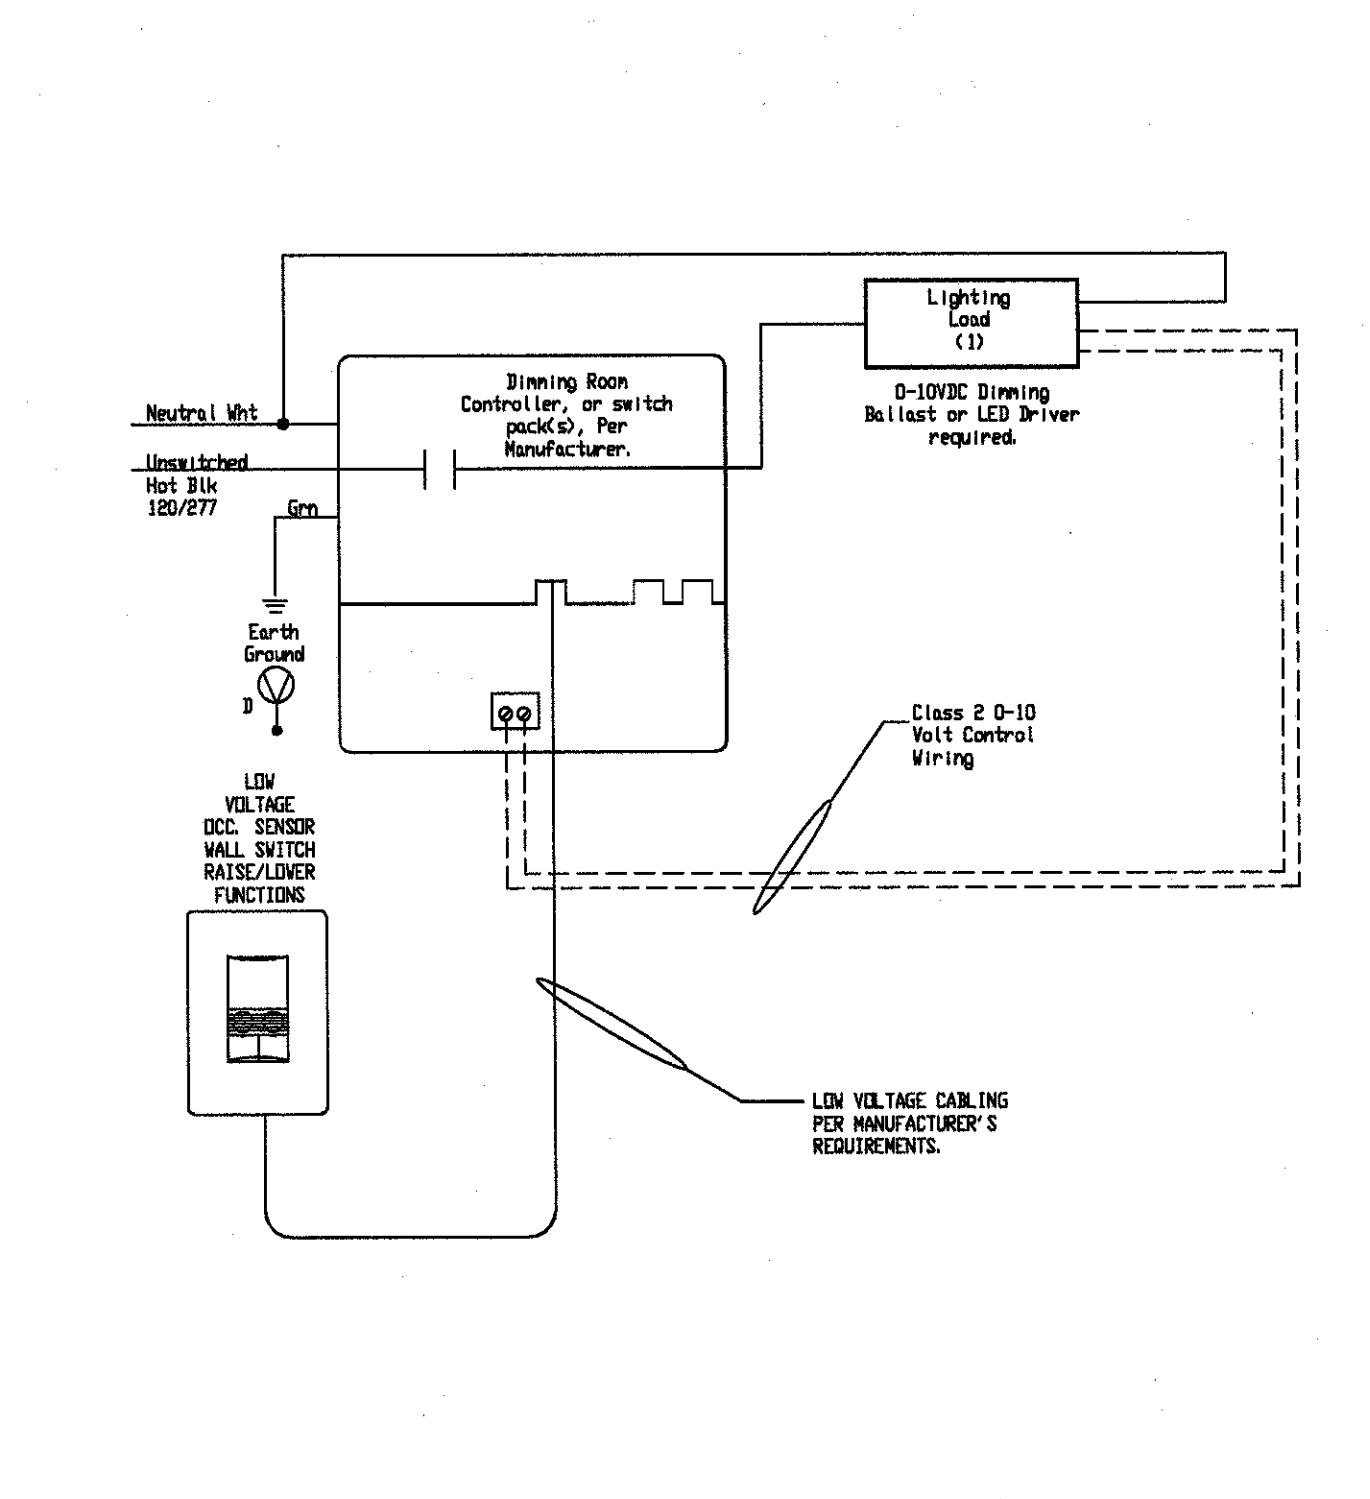 Lighting
Load
(1)
0-10VDC Dimming
Ballast or LED Driver
required.
Dimming Room
Controller, or switch
pack(s), Per
Manufacturer.
Neutral Wht
Unswitched
Hot Blk
120/277
Grn
Earth
Ground
D
Class 2 0-10
Volt Control
Wiring
LOW
VOLTAGE
OCC. SENSOR
WALL SWITCH
RAISE/LOWER
FUNCTIONS
LOW VOLTAGE CABLING
PER MANUFACTURER'S
REQUIREMENTS.